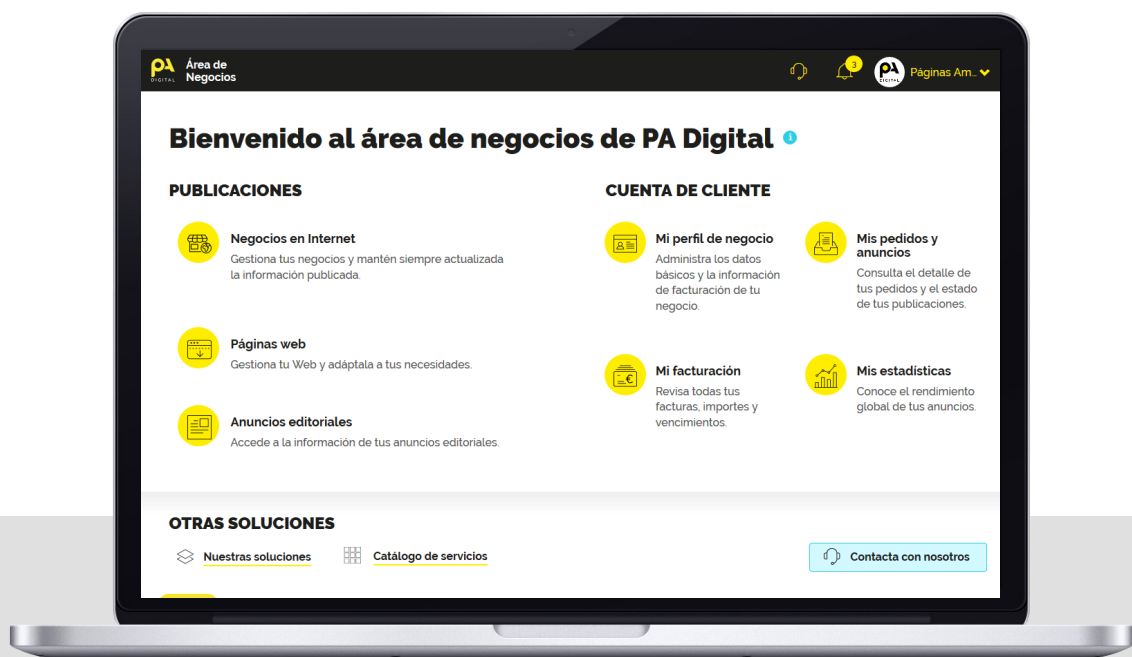 PA
DIGITAL
Área de
Negocios
3
PA
DIGITAL
Páginas Am...
Bienvenido al área de negocios de PA Digital
i
PUBLICACIONES
Negocios en Internet
Gestiona tus negocios y mantén siempre actualizada
la información publicada.
Páginas web
Gestiona tu Web y adáptala a tus necesidades.
Anuncios editoriales
Accede a la información de tus anuncios editoriales.
CUENTA DE CLIENTE
Mi perfil de negocio
Administra los datos
básicos y la información
de facturación de tu
negocio.
Mis pedidos y
anuncios
Consulta el detalle de
tus pedidos y el estado
de tus publicaciones.
€
Mi facturación
Revisa todas tus
facturas, importes y
vencimientos.
Mis estadísticas
Conoce el rendimiento
global de tus anuncios.
OTRAS SOLUCIONES
Nuestras soluciones
Catálogo de servicios
Contacta con nosotros